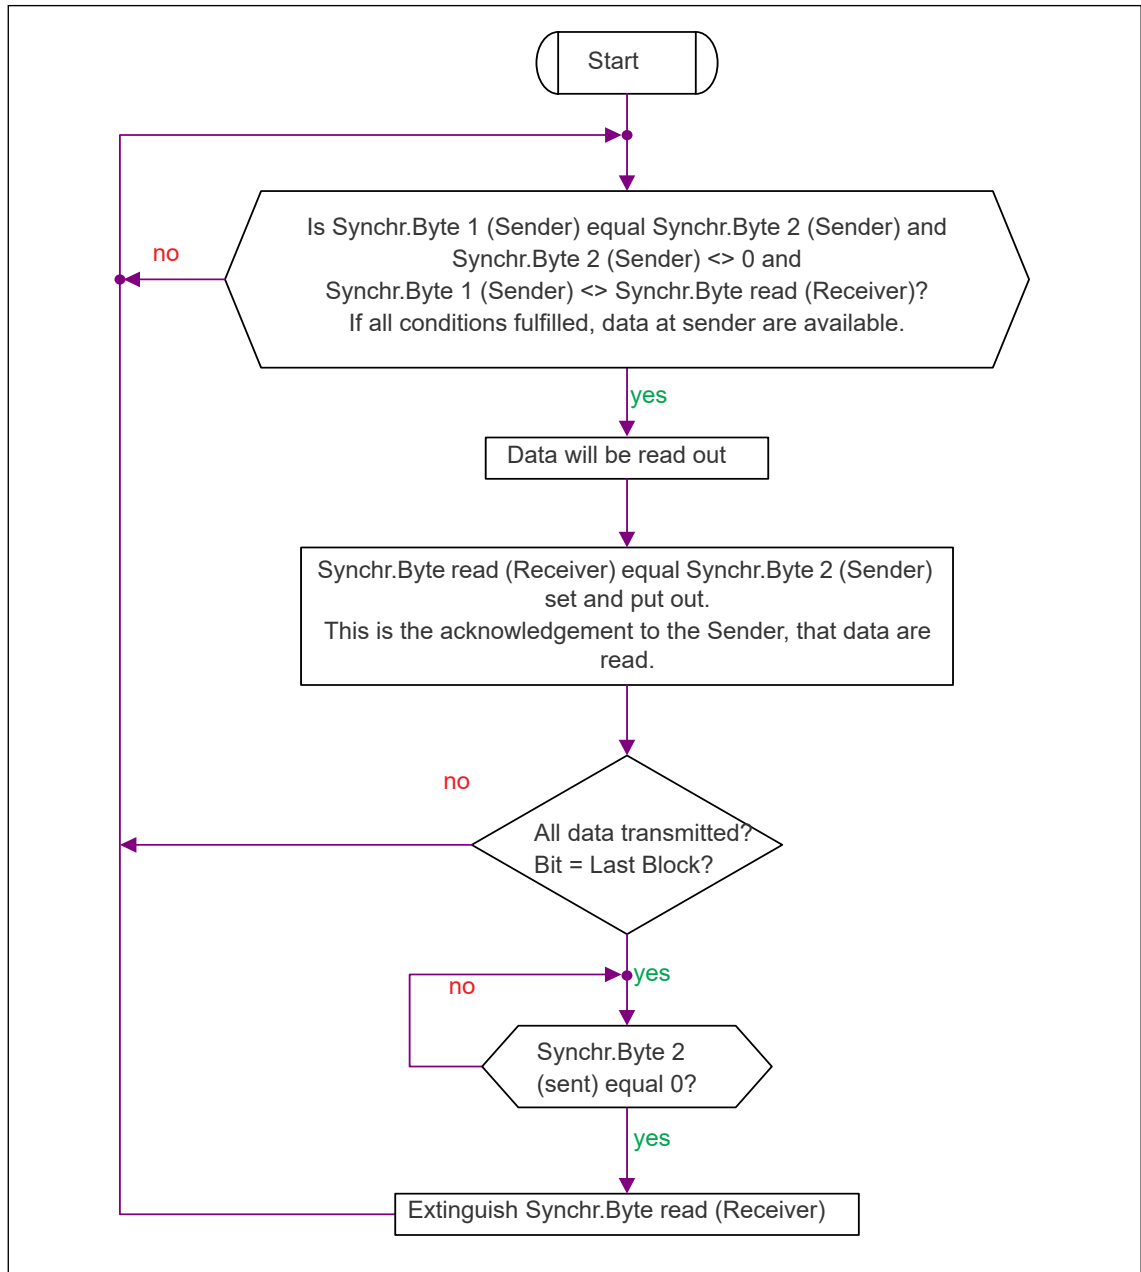 Start
Is Synchr.Byte 1 (Sender) equal Synchr.Byte 2 (Sender) and
Synchr.Byte 2 (Sender) <> 0 and
Synchr.Byte 1 (Sender) <> Synchr.Byte read (Receiver)?
If all conditions fulfilled, data at sender are available.
no
yes
Data will be read out
Synchr.Byte read (Receiver) equal Synchr.Byte 2 (Sender)
set and put out.
This is the acknowledgement to the Sender, that data are
read.
no
All data transmitted?
Bit = Last Block?
yes
no
Synchr.Byte 2
(sent) equal 0?
yes
Extinguish Synchr.Byte read (Receiver)